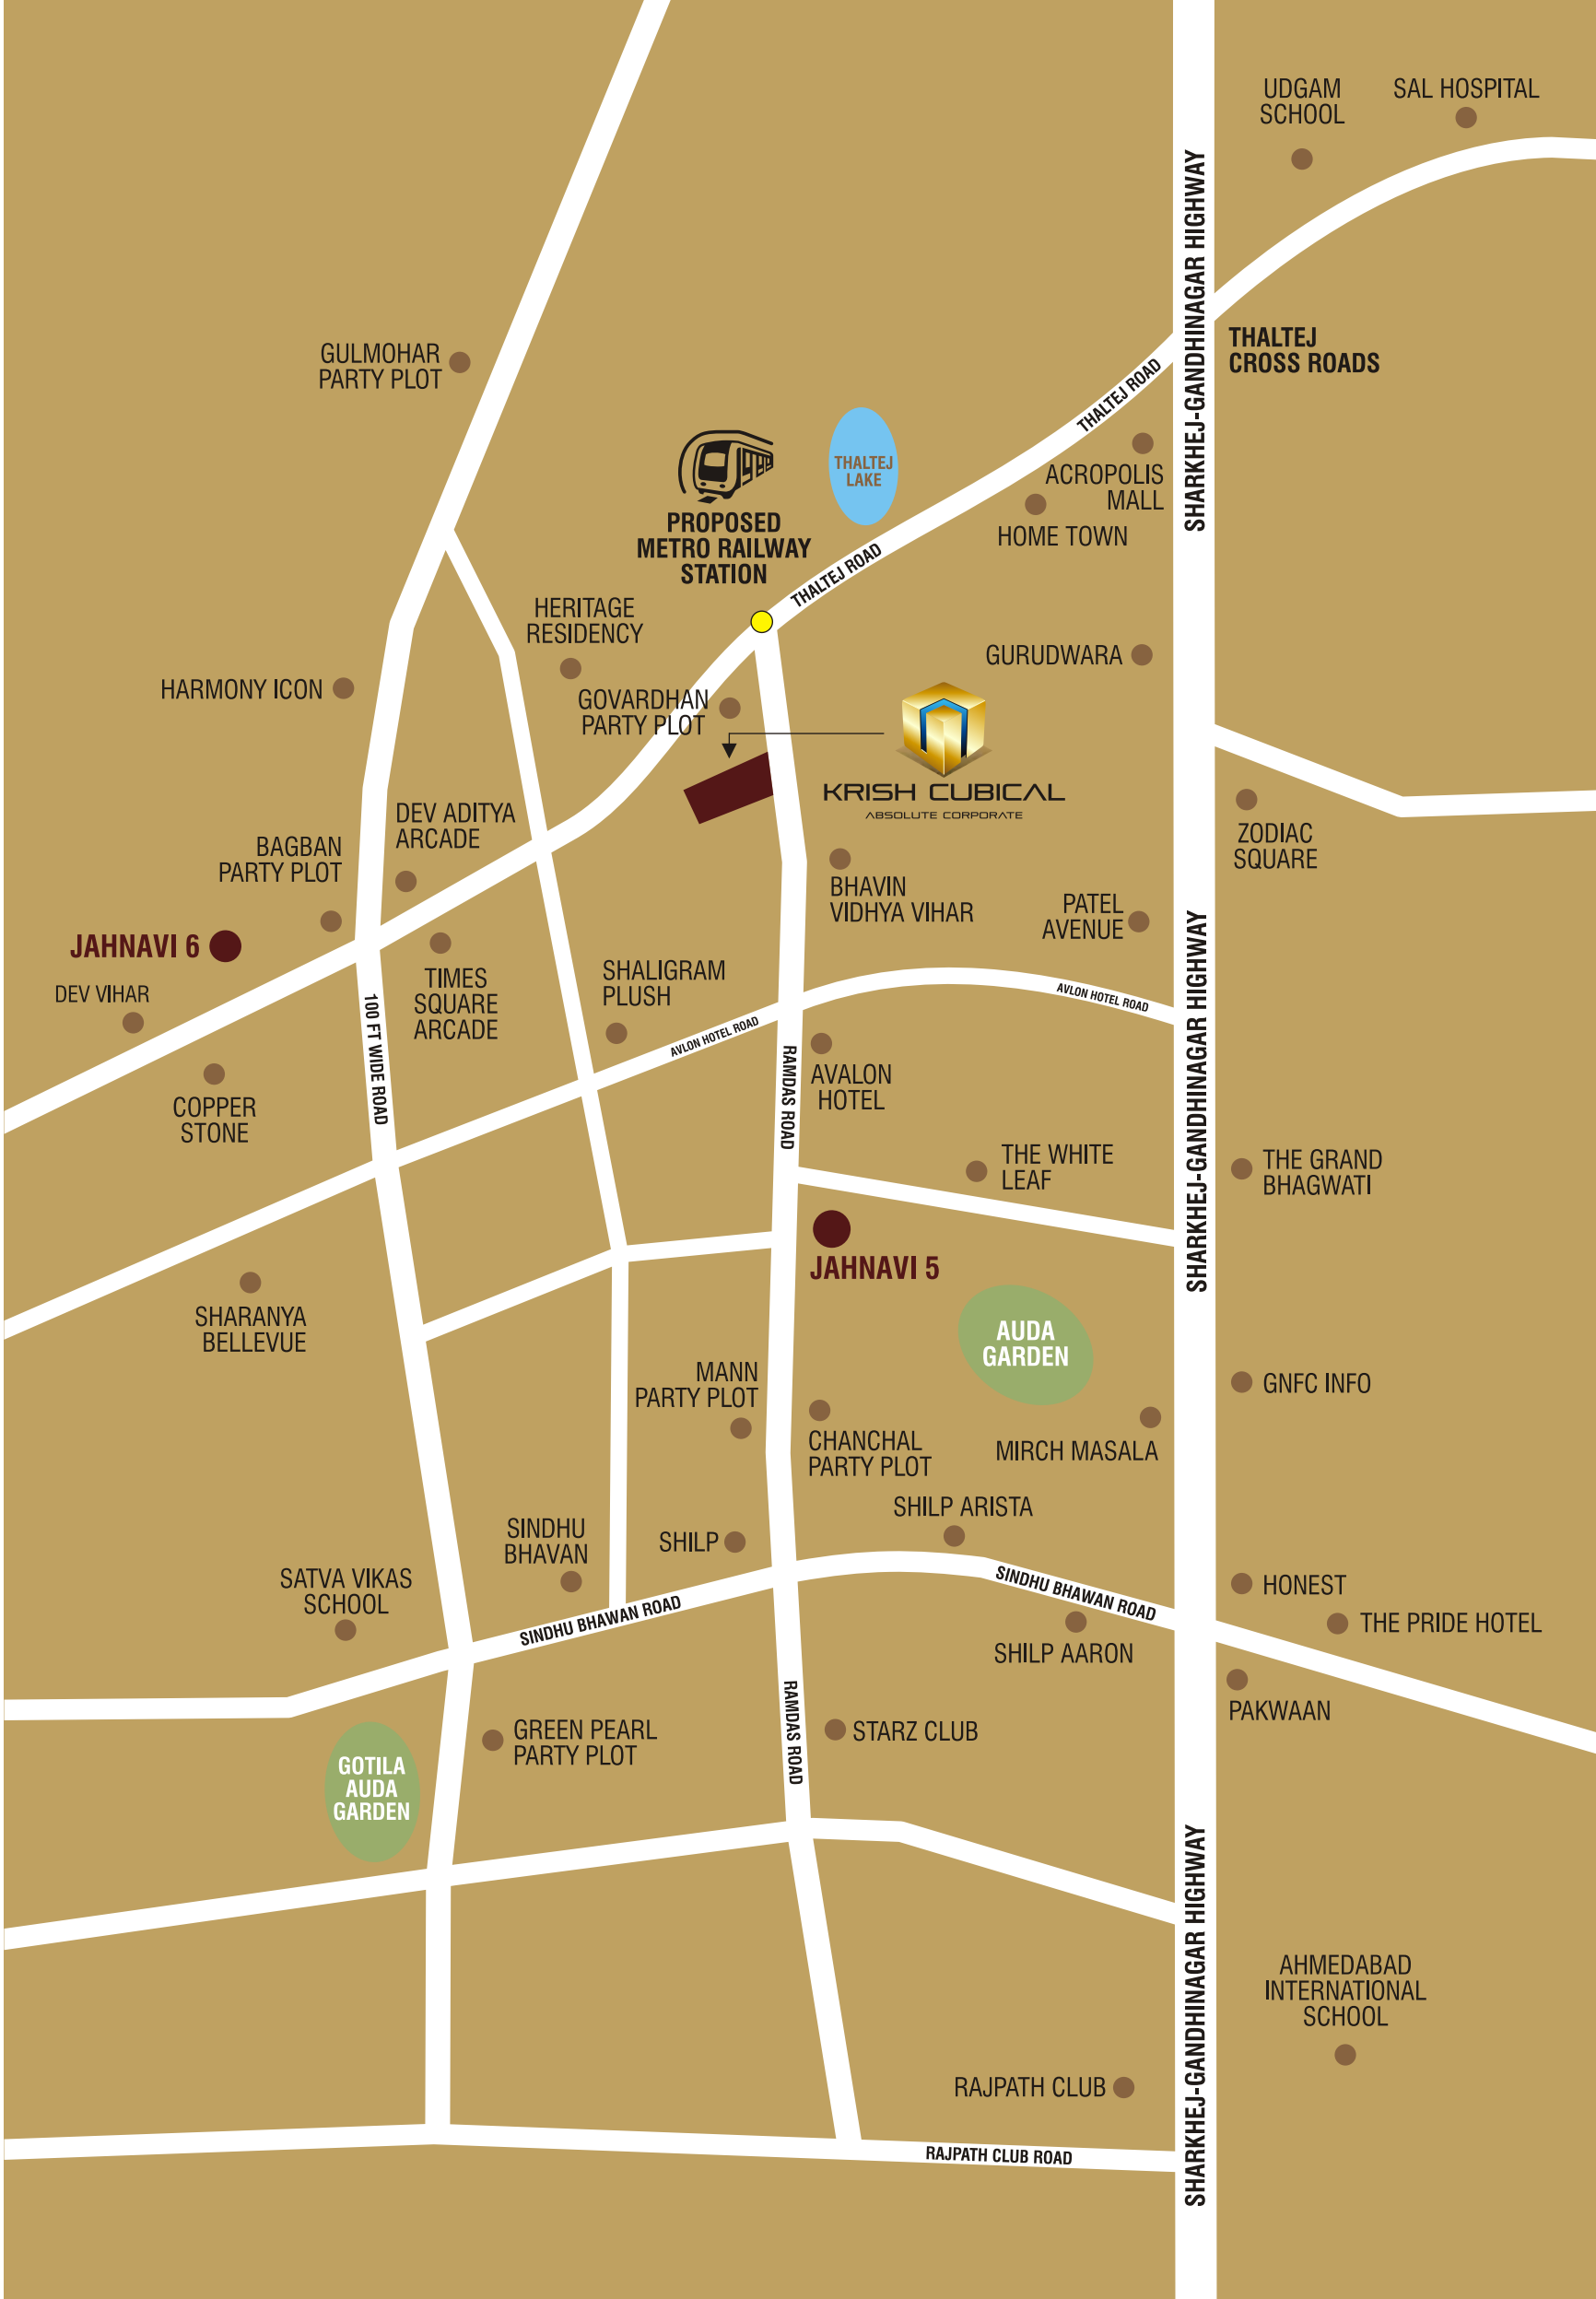 UDGAM
SCHOOL
SAL HOSPITAL
SHARKHEJ-GANDHINAGAR HIGHWAY
THALTEJ
CROSS ROADS
GULMOHAR
PARTY PLOT
THALTEJ ROAD
THALTEJ
LAKE
ACROPOLIS
MALL
HOME TOWN
PROPOSED
METRO RAILWAY
STATION
THALTEJ ROAD
HERITAGE
RESIDENCY
GURUDWARA
HARMONY ICON
GOVARDHAN
PARTY PLOT
KRISH CUBICAL
ABSOLUTE CORPORATE
DEV ADITYA
ARCADE
ZODIAC
SQUARE
BAGBAN
PARTY PLOT
BHAVIN
VIDHYA VIHAR
PATEL
AVENUE
JAHNAVI 6
DEV VIHAR
TIMES
SQUARE
ARCADE
SHALIGRAM
PLUSH
AVLON HOTEL ROAD
AVLON HOTEL ROAD
SHARKHEJ-GANDHINAGAR HIGHWAY
100 FT WIDE ROAD
RAMDAS ROAD
AVALON
HOTEL
COPPER
STONE
THE WHITE
LEAF
THE GRAND
BHAGWATI
JAHNAVI 5
SHARANYA
BELLEVUE
AUDA
GARDEN
MANN
PARTY PLOT
GNFC INFO
CHANCHAL
PARTY PLOT
MIRCH MASALA
SHILP ARISTA
SINDHU
BHAVAN
SHILP
SATVA VIKAS
SCHOOL
SINDHU BHAWAN ROAD
SINDHU BHAWAN ROAD
HONEST
THE PRIDE HOTEL
SHILP AARON
PAKWAAN
GREEN PEARL
PARTY PLOT
RAMDAS ROAD
STARZ CLUB
GOTILA
AUDA
GARDEN
SHARKHEJ-GANDHINAGAR HIGHWAY
AHMEDABAD
INTERNATIONAL
SCHOOL
RAJPATH CLUB
RAJPATH CLUB ROAD